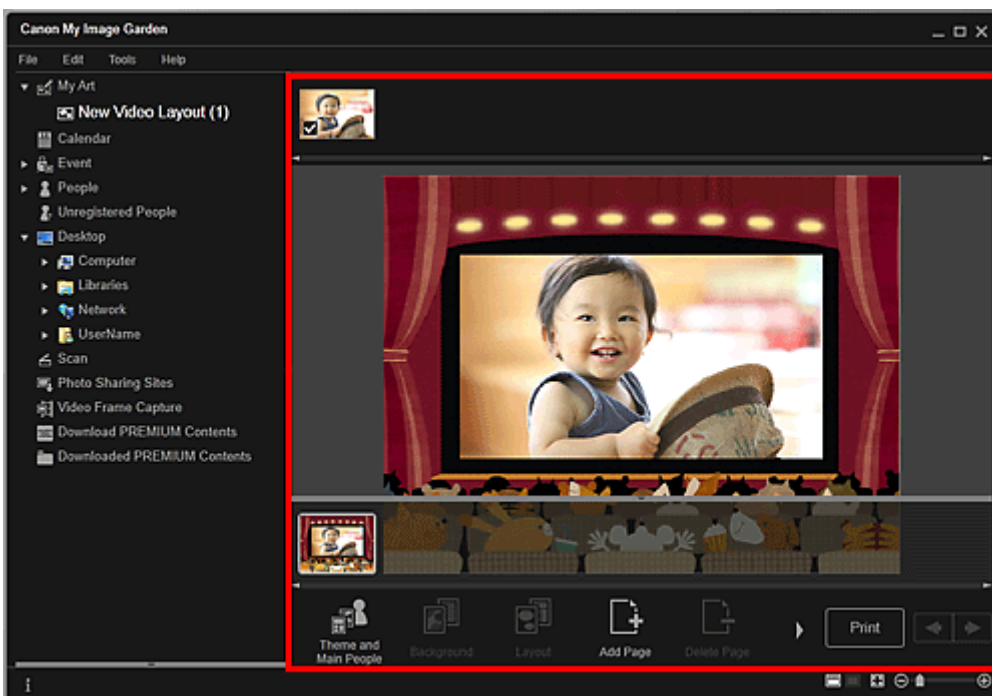 Canon My Image Garden
File Edit Tools Help
My Art
New Video Layout (1)
Calendar
Event
People
Unregistered People
Desktop
Computer
Libraries
Network
UserName
Scan
Photo Sharing Sites
Video Frame Capture
Download PREMIUM Contents
Downloaded PREMIUM Contents
Theme and
Main People
Background
Layout
Add Page
Delete Page
Print